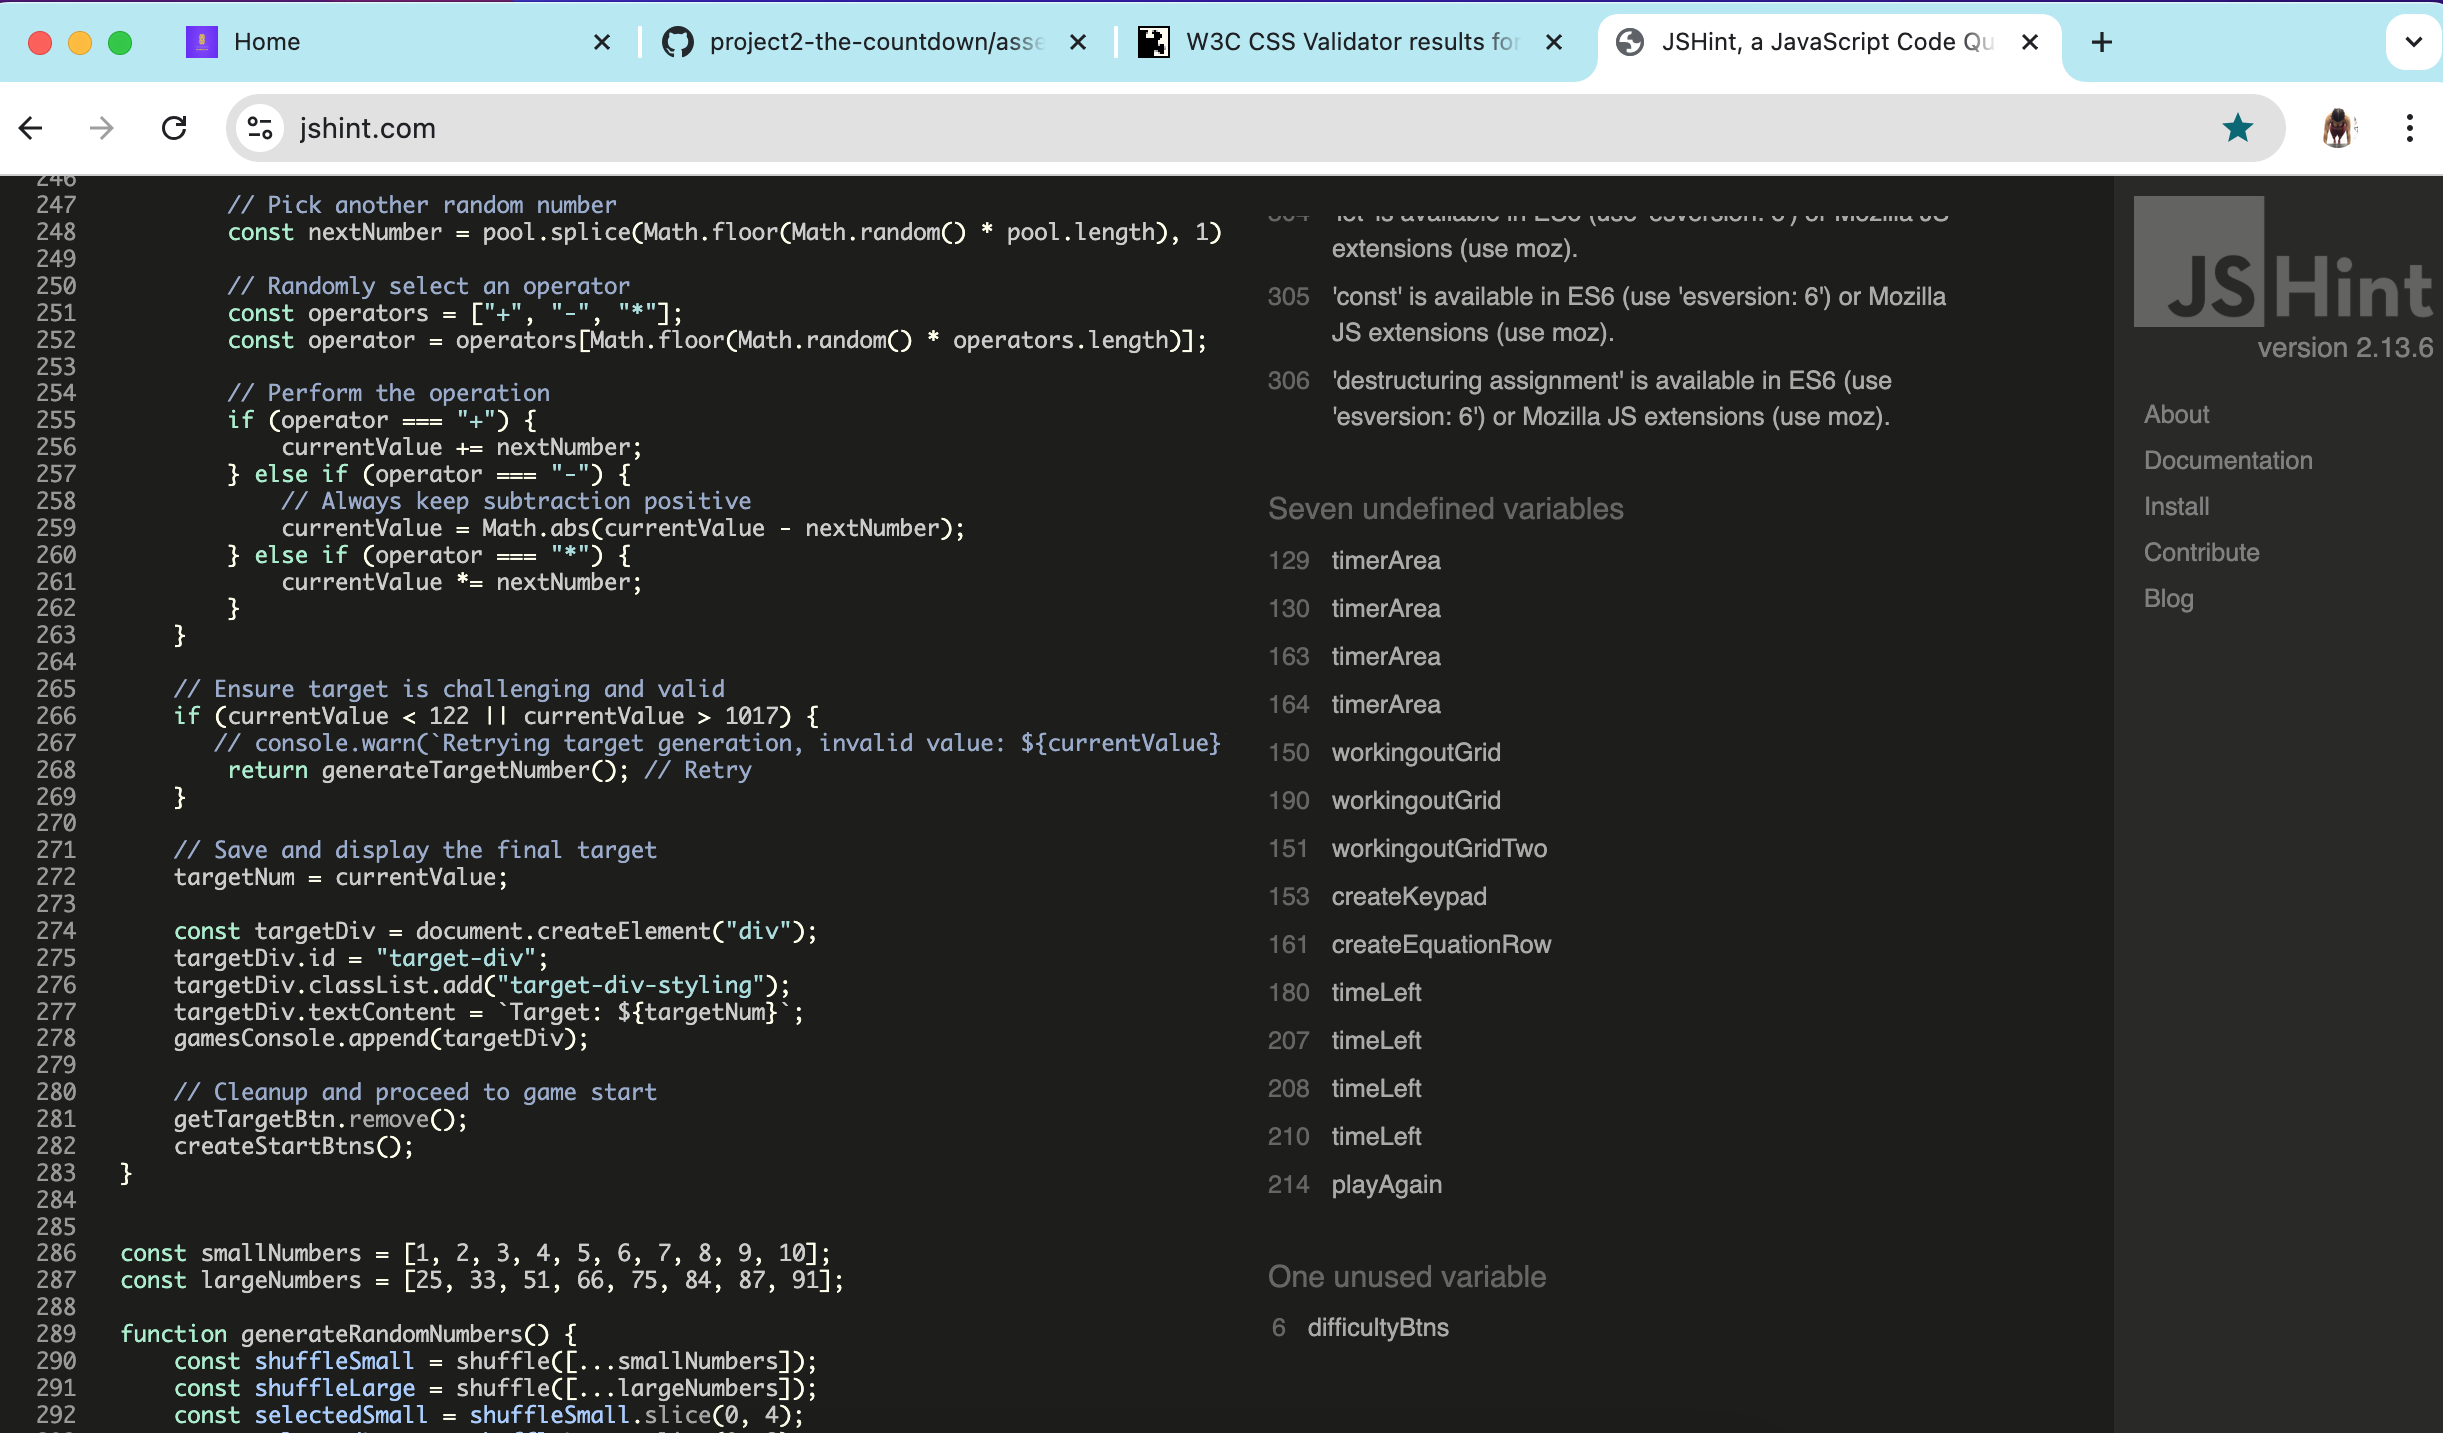 Home
project2-the-countdown/asse
W3C CSS Validator results for
JSHint, a JavaScript Code Qu
jshint.com
246
247 // Pick another random number
248 const nextNumber = pool.splice(Math.floor(Math.random() * pool.length), 1)
249
250 // Randomly select an operator
251 const operators = ["+", "-", "*"];
252 const operator = operators[Math.floor(Math.random() * operators.length)];
253
254 // Perform the operation
255 if (operator === "+") {
256 currentValue += nextNumber;
257 } else if (operator === "-") {
258 // Always keep subtraction positive
259 currentValue = Math.abs(currentValue - nextNumber);
260 } else if (operator === "*") {
261 currentValue *= nextNumber;
262 }
263 }
264
265 // Ensure target is challenging and valid
266 if (currentValue < 122 || currentValue > 1017) {
267 // console.warn(`Retrying target generation, invalid value: ${currentValue}
268 return generateTargetNumber(); // Retry
269 }
270
271 // Save and display the final target
272 targetNum = currentValue;
273
274 const targetDiv = document.createElement("div");
275 targetDiv.id = "target-div";
276 targetDiv.classList.add("target-div-styling");
277 targetDiv.textContent = `Target: ${targetNum}`;
278 gamesConsole.append(targetDiv);
279
280 // Cleanup and proceed to game start
281 getTargetBtn.remove();
282 createStartBtns();
283 }
284
285
286 const smallNumbers = [1, 2, 3, 4, 5, 6, 7, 8, 9, 10];
287 const largeNumbers = [25, 33, 51, 66, 75, 84, 87, 91];
288
289 function generateRandomNumbers() {
290 const shuffleSmall = shuffle([...smallNumbers]);
291 const shuffleLarge = shuffle([...largeNumbers]);
292 const selectedSmall = shuffleSmall.slice(0, 4);
304 'let' is available in ES6 (use 'esversion: 6') or Mozilla JS
extensions (use moz).
305 'const' is available in ES6 (use 'esversion: 6') or Mozilla
JS extensions (use moz).
306 'destructuring assignment' is available in ES6 (use
'esversion: 6') or Mozilla JS extensions (use moz).
Seven undefined variables
129 timerArea
130 timerArea
163 timerArea
164 timerArea
150 workingoutGrid
190 workingoutGrid
151 workingoutGridTwo
153 createKeypad
161 createEquationRow
180 timeLeft
207 timeLeft
208 timeLeft
210 timeLeft
214 playAgain
One unused variable
6 difficultyBtns
JSHint
version 2.13.6
About
Documentation
Install
Contribute
Blog